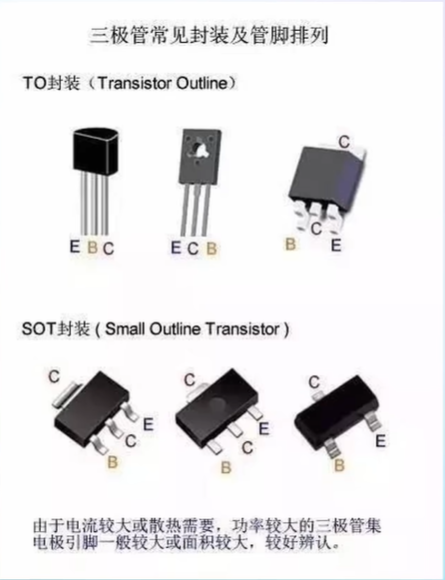 三极管常见封装及管脚排列
TO封装（Transistor Outline）
C
E B C
E C B
B C E
SOT封装 ( Small Outline Transistor )
C
C
C
E
B C
E
B C
E
B
由于电流较大或散热需要，功率较大的三极管集
电极引脚一般较大或面积较大，较好辨认。